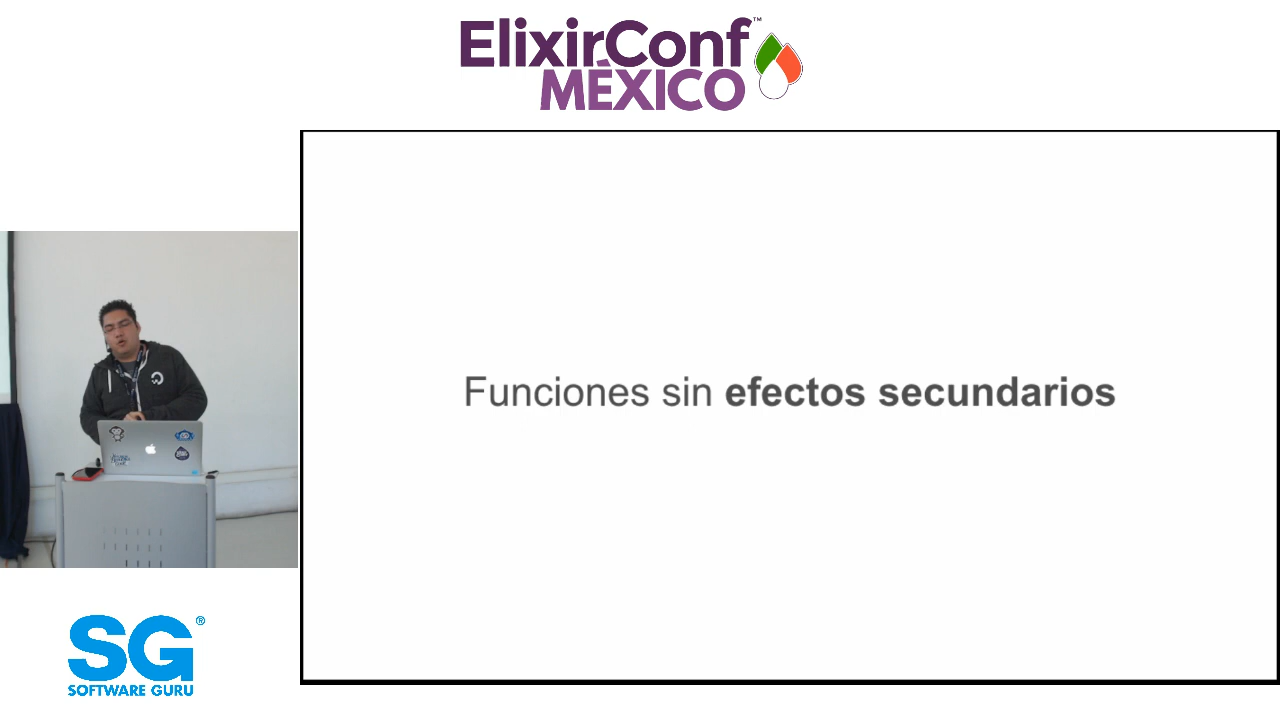 ElixirConf™
MÉXICO
Funciones sin efectos secundarios
SG®
SOFTWARE GURU